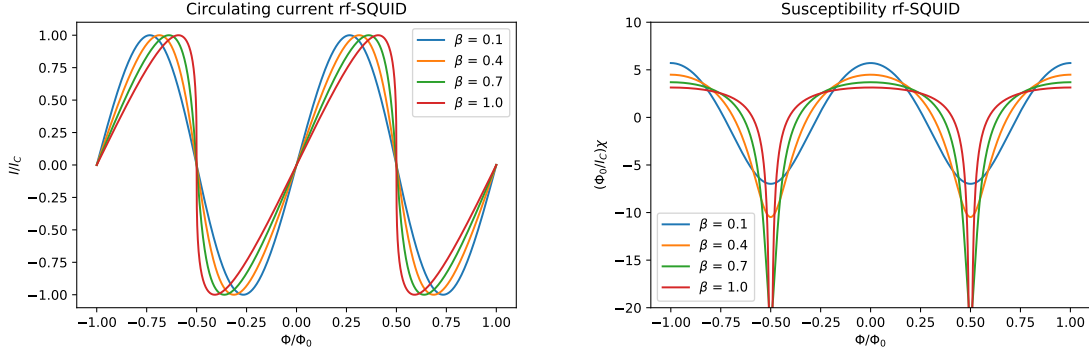 Circulating current rf-SQUID
1.00
0.75
0.50
0.25
0.00
−0.25
−0.50
−0.75
−1.00
I/I_C
β = 0.1
β = 0.4
β = 0.7
β = 1.0
−1.00 −0.75 −0.50 −0.25 0.00 0.25 0.50 0.75 1.00
Φ/Φ₀
Susceptibility rf-SQUID
10
5
0
−5
−10
−15
−20
(Φ₀/I_C)χ
β = 0.1
β = 0.4
β = 0.7
β = 1.0
−1.00 −0.75 −0.50 −0.25 0.00 0.25 0.50 0.75 1.00
Φ/Φ₀